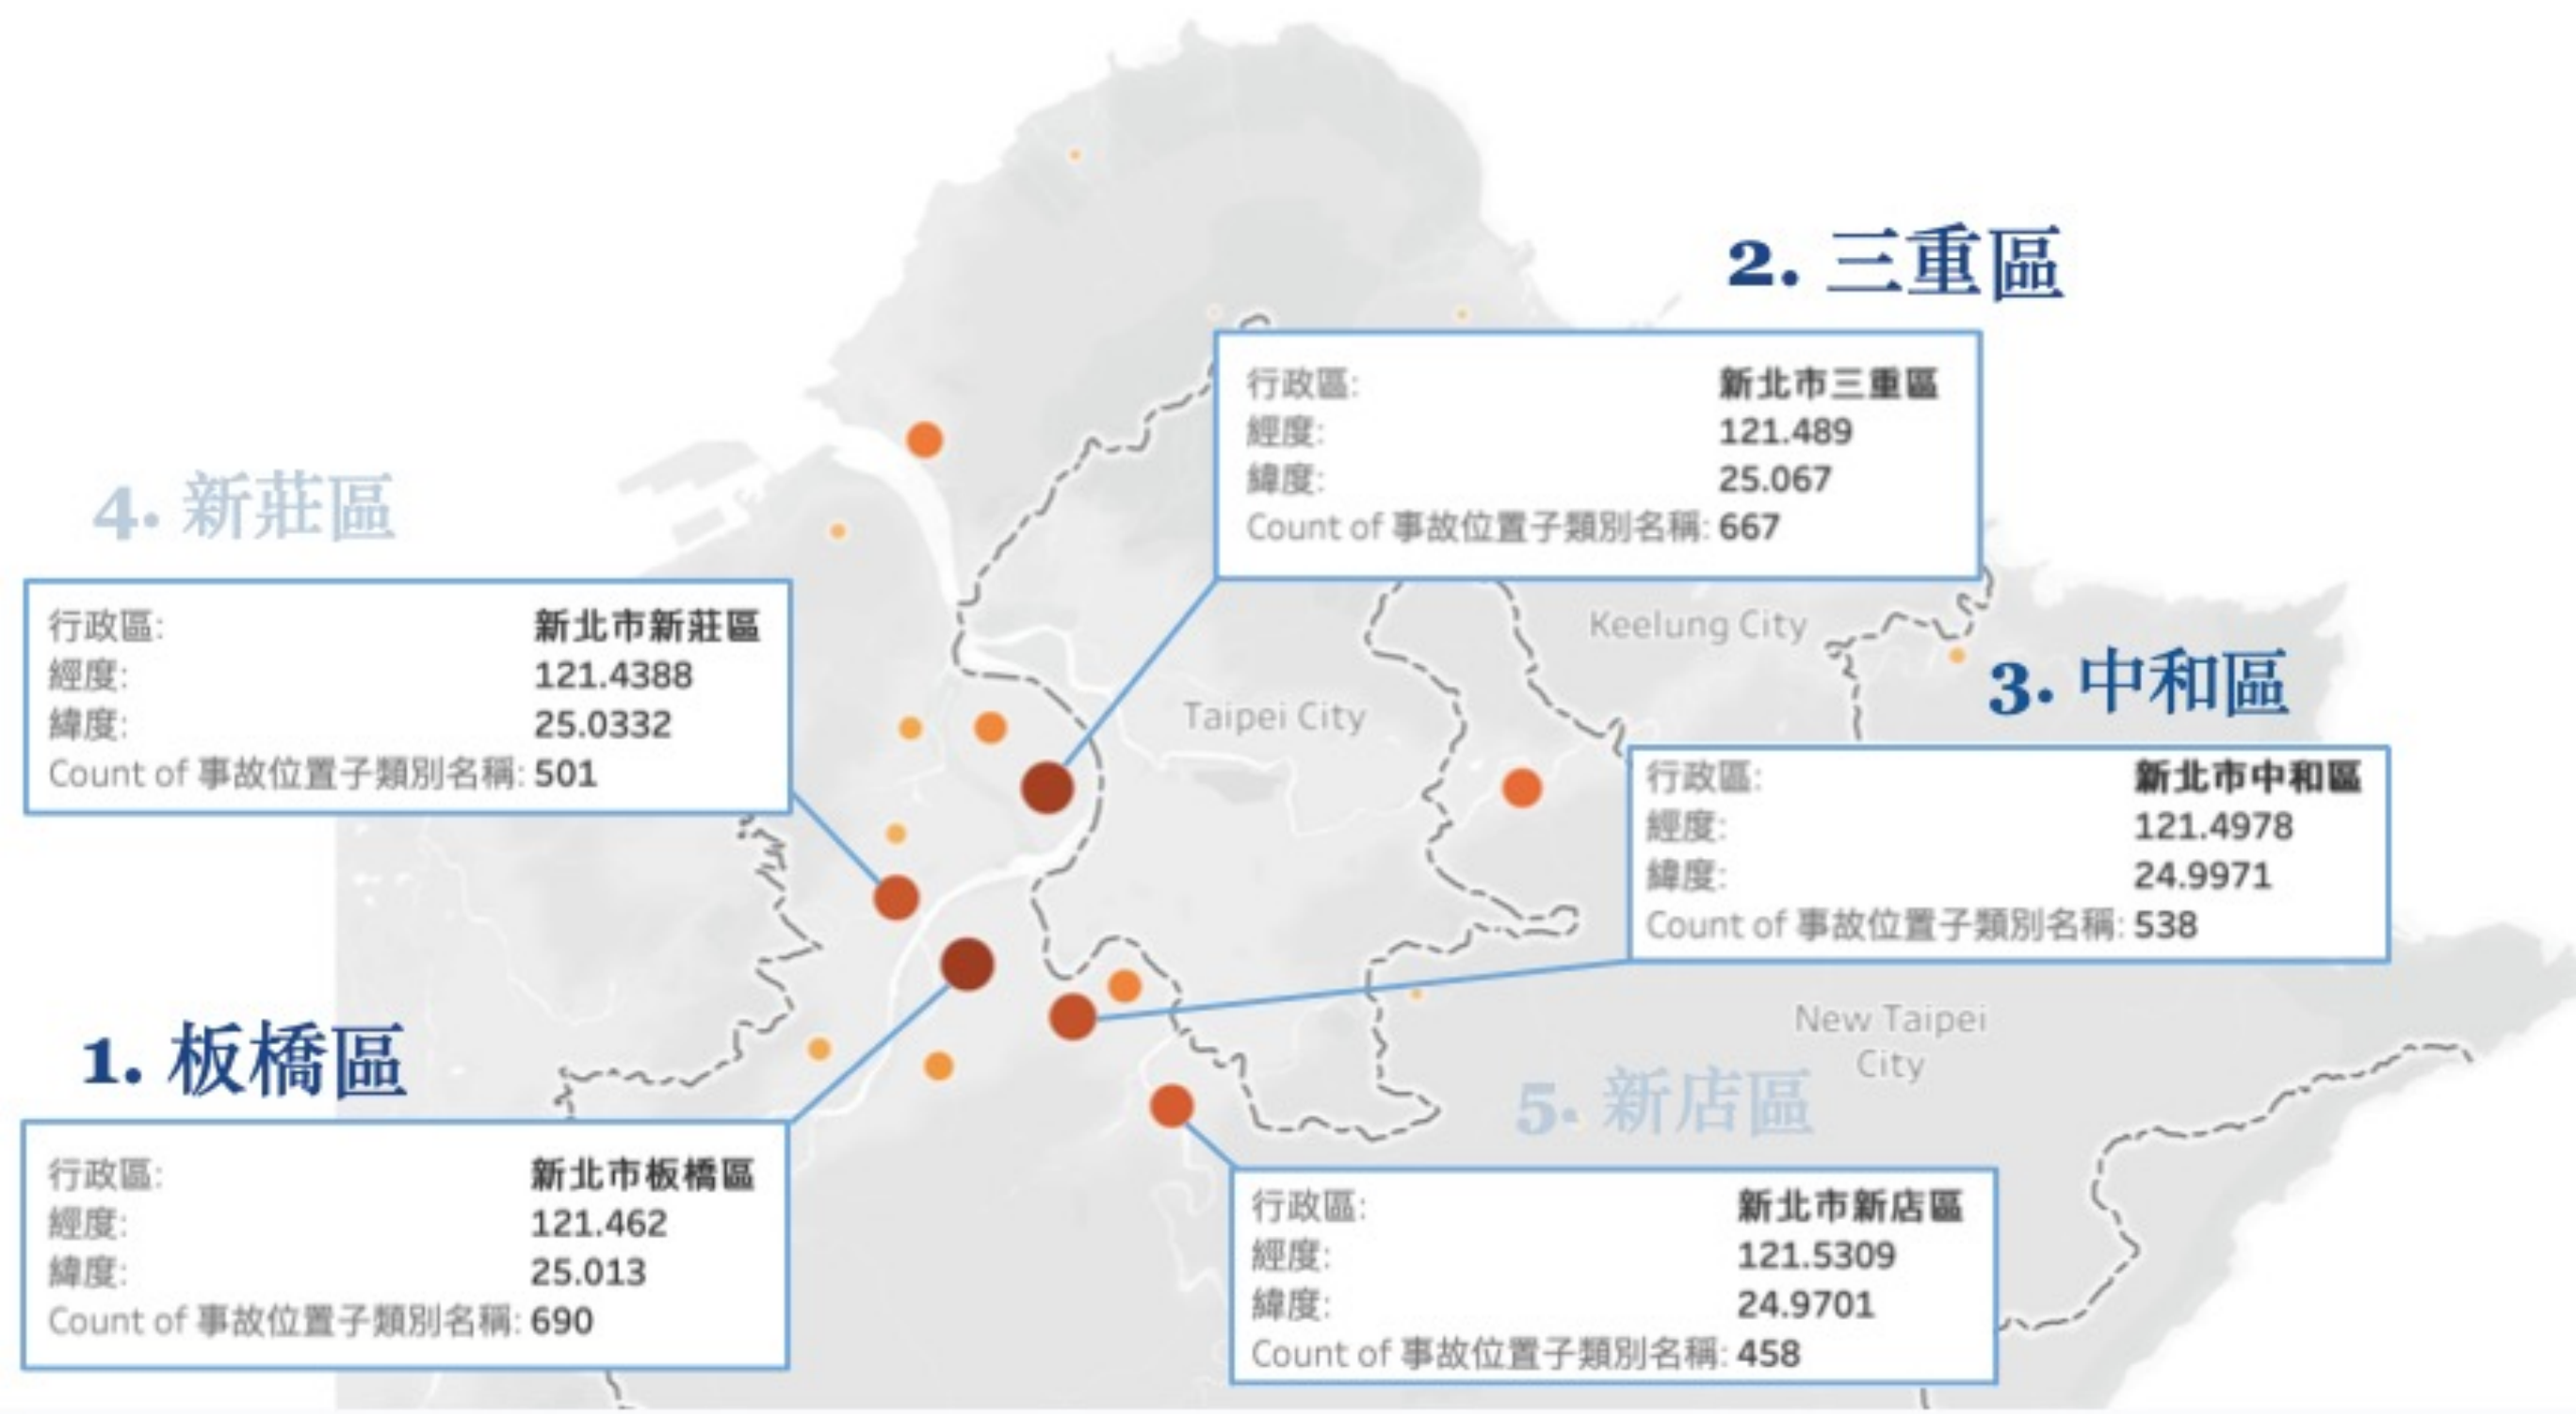 2. 三重區
行政區: 新北市三重區
經度: 121.489
緯度: 25.067
Count of 事故位置子類別名稱: 667
4. 新莊區
行政區: 新北市新莊區
經度: 121.4388
緯度: 25.0332
Count of 事故位置子類別名稱: 501
Keelung City
Taipei City
3. 中和區
行政區: 新北市中和區
經度: 121.4978
緯度: 24.9971
Count of 事故位置子類別名稱: 538
1. 板橋區
行政區: 新北市板橋區
經度: 121.462
緯度: 25.013
Count of 事故位置子類別名稱: 690
New Taipei
City
5. 新店區
行政區: 新北市新店區
經度: 121.5309
緯度: 24.9701
Count of 事故位置子類別名稱: 458